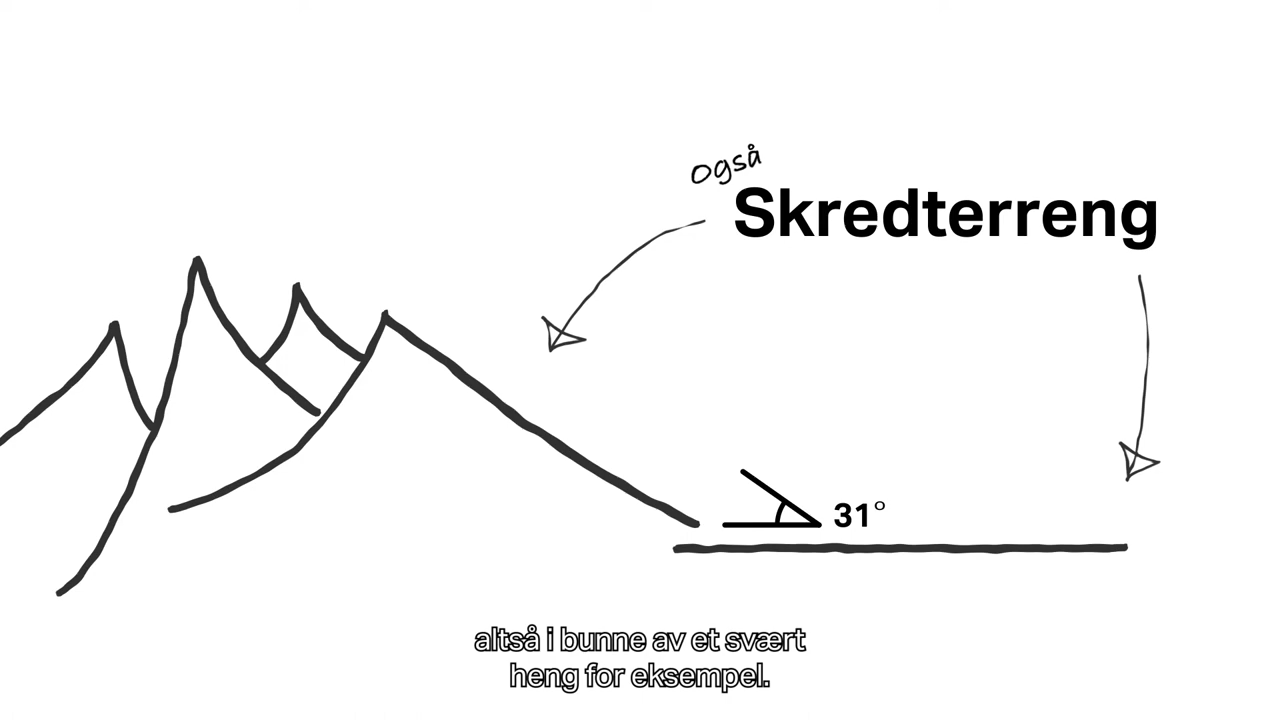 også
Skredterreng
31°
altså i bunne av et svært
heng for eksempel.